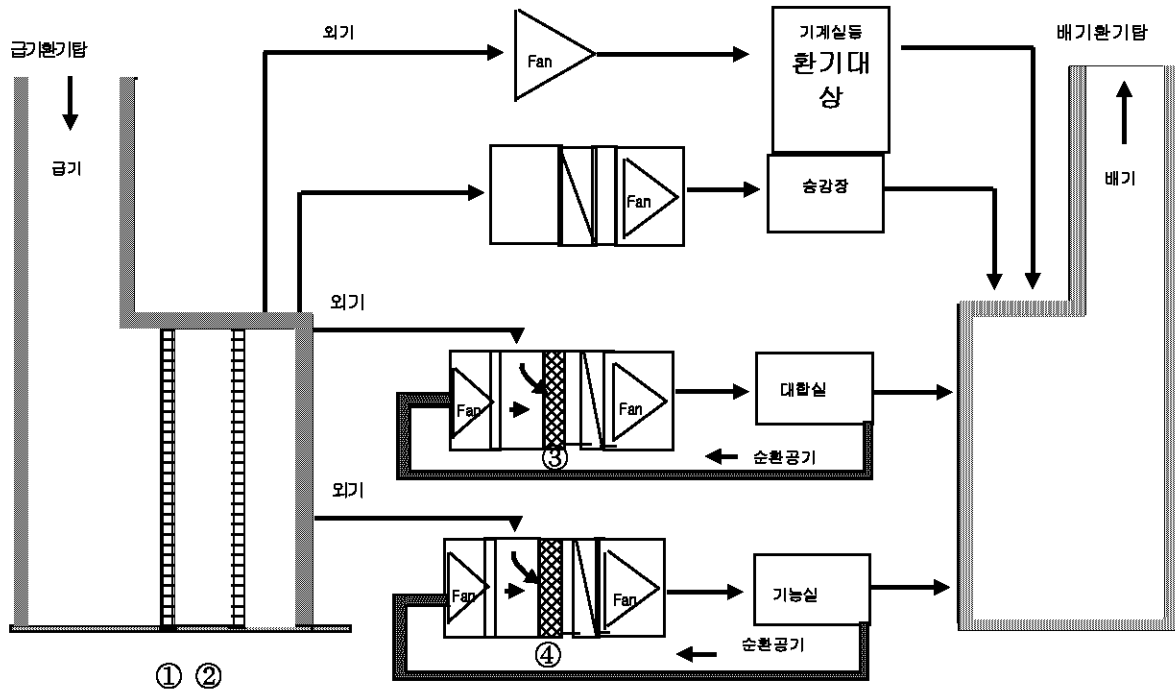 급기환기탑
급기
외기
Fan
기계실등
환기대
상
배기환기탑
배기
Fan
승강장
외기
Fan
Fan
대합실
③
순환공기
외기
Fan
Fan
기능실
④
순환공기
① ②